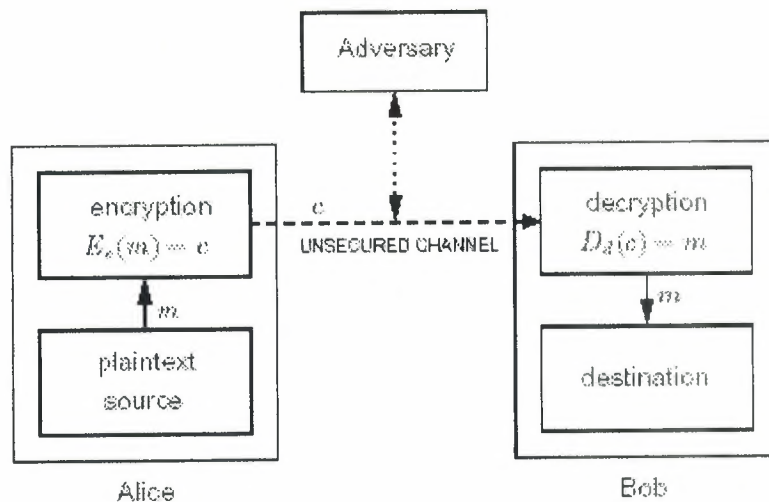 Adversary
encryption
E_e(m) = c
c
UNSECURED CHANNEL
decryption
D_d(c) = m
m
plaintext
source
m
destination
Alice
Bob